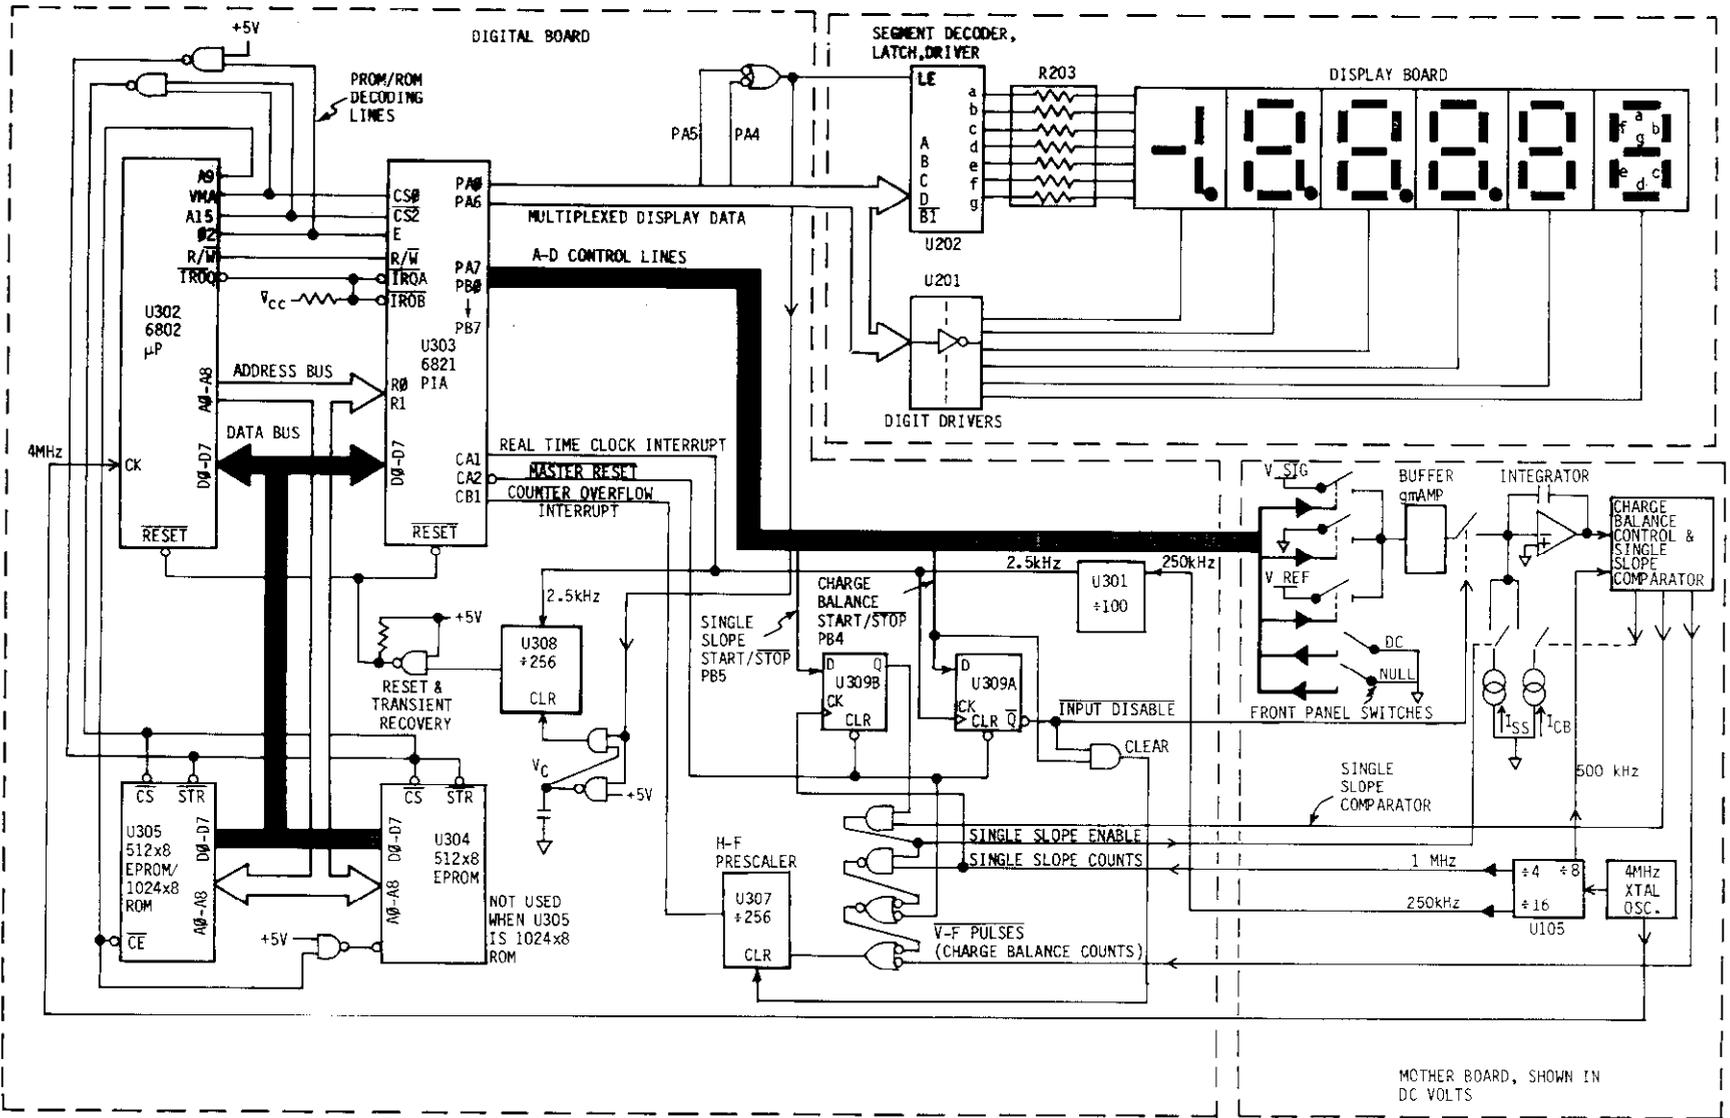 +5V
DIGITAL BOARD
PROM/ROM
DECODING
LINES
SEGMENT DECODER,
LATCH,DRIVER
LE
R203
DISPLAY BOARD
a
b
c
d
e
f
g
A
B
C
D
B1
U202
a
f b
g
e c
d
PA5
PA4
A9
VMA
A15
Ø2
R/W
IRQQ
U302
6802
µP
AØ-A8
DØ-D7
CK
RESET
4MHz
CSØ
CS2
E
R/W
IRQA
IRQB
VCC
PAØ
PA6
MULTIPLEXED DISPLAY DATA
A-D CONTROL LINES
PA7
PBØ
PB7
U303
6821
PIA
RØ
R1
DØ-D7
CA1
CA2
CB1
RESET
ADDRESS BUS
DATA BUS
U201
DIGIT DRIVERS
REAL TIME CLOCK INTERRUPT
MASTER RESET
COUNTER OVERFLOW
INTERRUPT
V SIG
V REF
BUFFER
gmAMP
INTEGRATOR
CHARGE
BALANCE
CONTROL &
SINGLE
SLOPE
COMPARATOR
DC
NULL
FRONT PANEL SWITCHES
ISS
ICB
2.5kHz
250kHz
U301
÷100
2.5kHz
CHARGE
BALANCE
START/STOP
PB4
SINGLE
SLOPE
START/STOP
PB5
+5V
RESET &
TRANSIENT
RECOVERY
U308
÷256
CLR
VC
+5V
D
Q
U309B
CK
CLR
D
U309A
CK
CLR
Q
INPUT DISABLE
CLEAR
SINGLE
SLOPE
COMPARATOR
500 kHz
CS
STR
U305
512x8
EPROM/
1024x8
ROM
DØ-D7
AØ-A8
CE
CS
STR
U304
512x8
EPROM
DØ-D7
AØ-A8
+5V
NOT USED
WHEN U305
IS 1024x8
ROM
H-F
PRESCALER
U307
÷256
CLR
SINGLE SLOPE ENABLE
SINGLE SLOPE COUNTS
V-F PULSES
(CHARGE BALANCE COUNTS)
1 MHz
250kHz
÷4
÷8
÷16
U105
4MHz
XTAL
OSC.
MOTHER BOARD, SHOWN IN
DC VOLTS